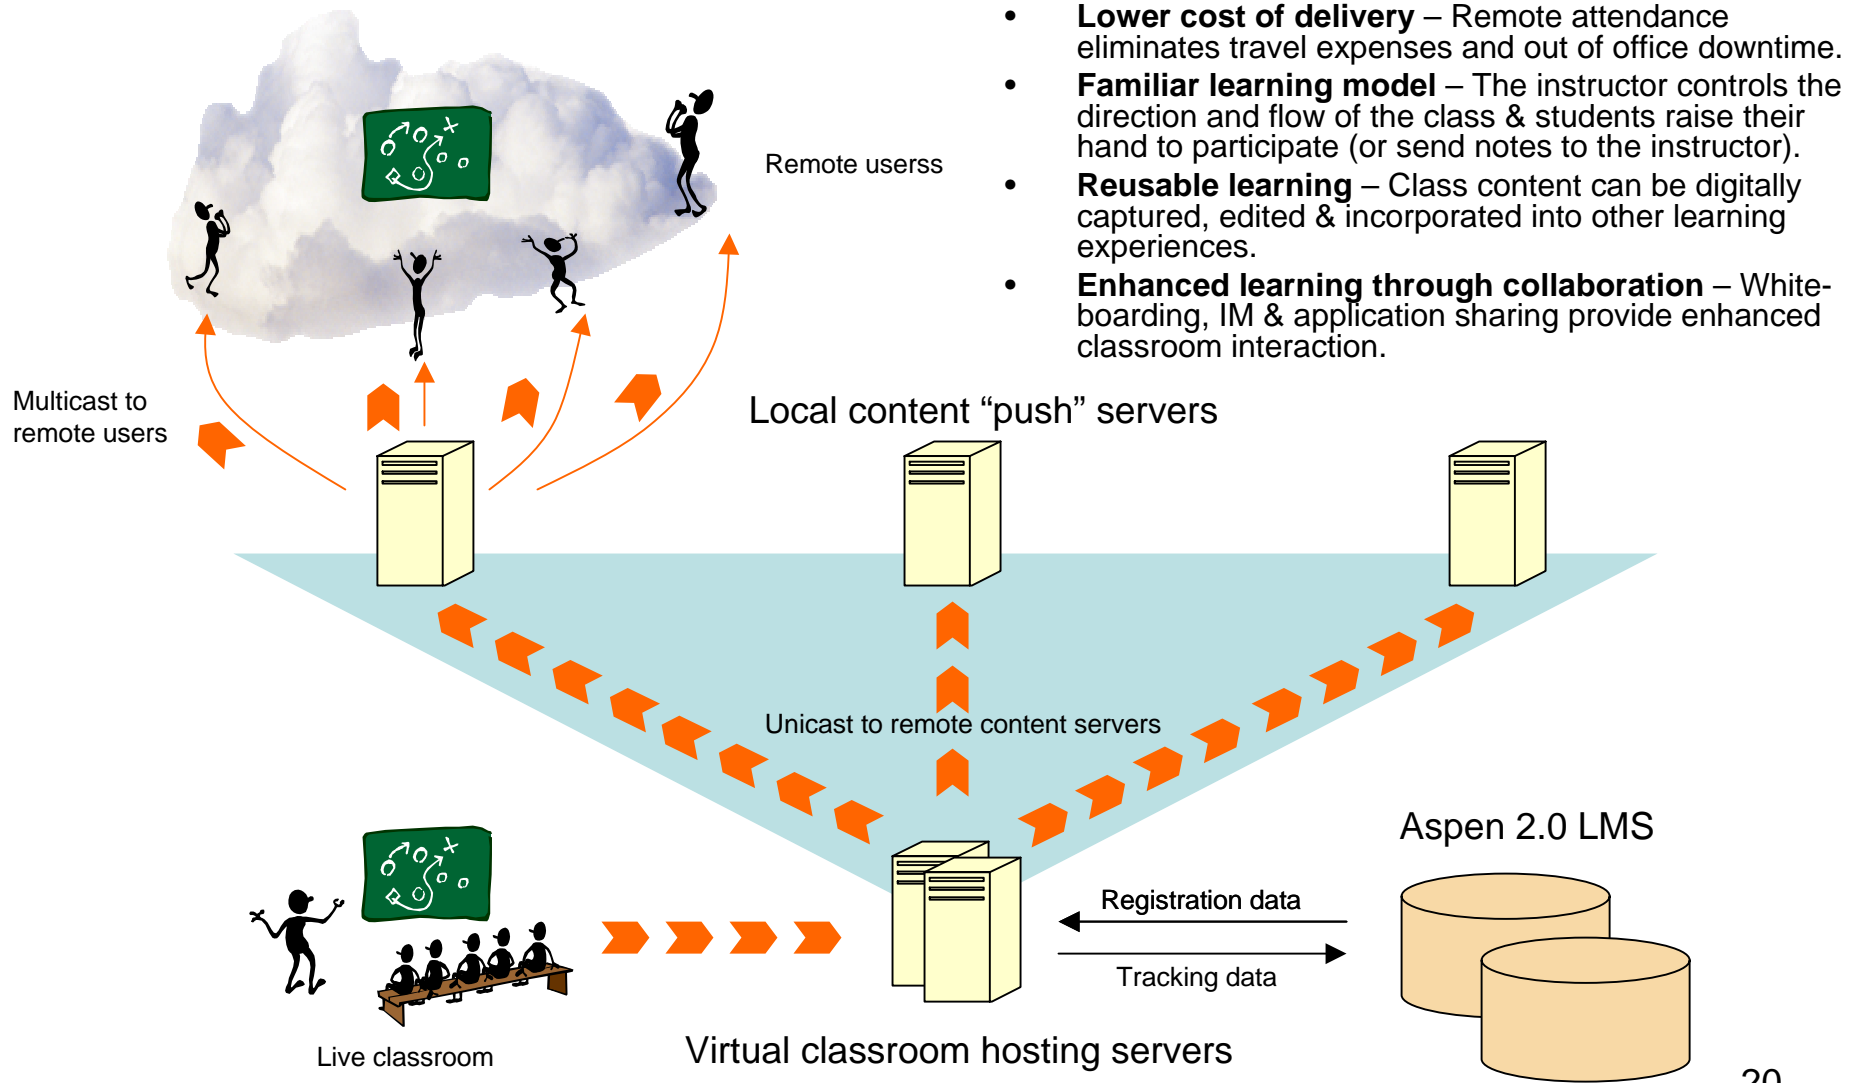 • Lower cost of delivery – Remote attendance
eliminates travel expenses and out of office downtime.
• Familiar learning model – The instructor controls the
direction and flow of the class & students raise their
hand to participate (or send notes to the instructor).
• Reusable learning – Class content can be digitally
captured, edited & incorporated into other learning
experiences.
• Enhanced learning through collaboration – White-
boarding, IM & application sharing provide enhanced
classroom interaction.
Remote userss
Multicast to
remote users
Local content “push” servers
Unicast to remote content servers
Aspen 2.0 LMS
Registration data
Tracking data
Live classroom
Virtual classroom hosting servers
20